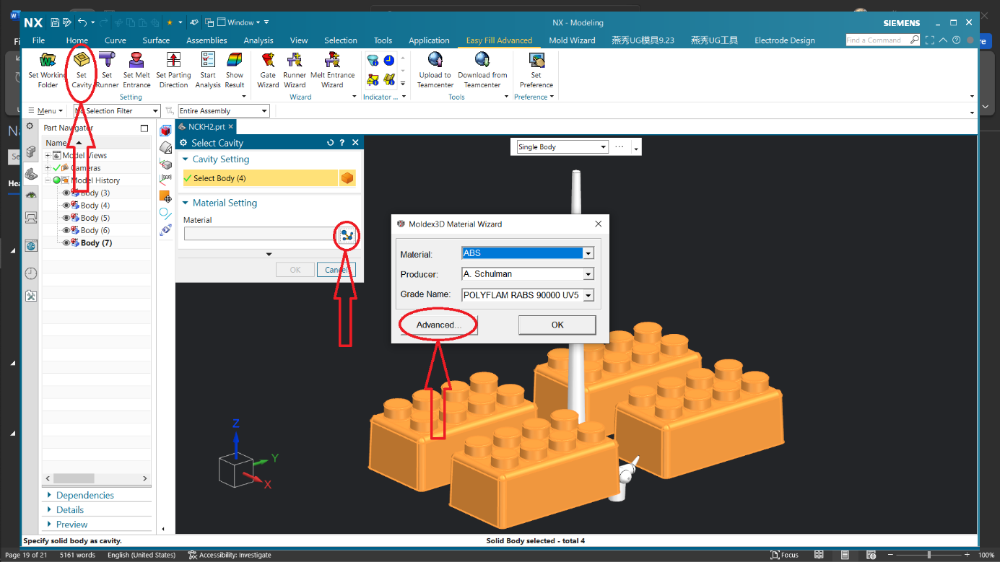 NX
Window
NX - Modeling
SIEMENS
File
Home
Curve
Surface
Assemblies
Analysis
View
Selection
Tools
Application
Easy Fill Advanced
Mold Wizard
燕秀UG模具9.23
燕秀UG工具
Electrode Design
Find a Command
Set Working Folder
Set Cavity
Set Runner
Set Melt Entrance
Set Parting Direction
Start Analysis
Show Result
Gate Wizard
Runner Wizard
Melt Entrance Wizard
Upload to Teamcenter
Download from Teamcenter
Set Preference
Setting
Wizard
Indicator ...
Tools
Preference
Menu
No Selection Filter
Entire Assembly
Part Navigator
NCKH2.prt
Name
Model Views
Cameras
Model History
Body (3)
Body (4)
Body (5)
Body (6)
Body (7)
Select Cavity
Cavity Setting
Select Body (4)
Material Setting
Material
OK
Cancel
Single Body
Moldex3D Material Wizard
Material:
ABS
Producer:
A. Schulman
Grade Name:
POLYFLAM RABS 90000 UV5
Advanced...
OK
Z
Y
X
Dependencies
Details
Preview
Specify solid body as cavity.
Solid Body selected - total 4
Page 19 of 21
5161 words
English (United States)
Accessibility: Investigate
Focus
100%